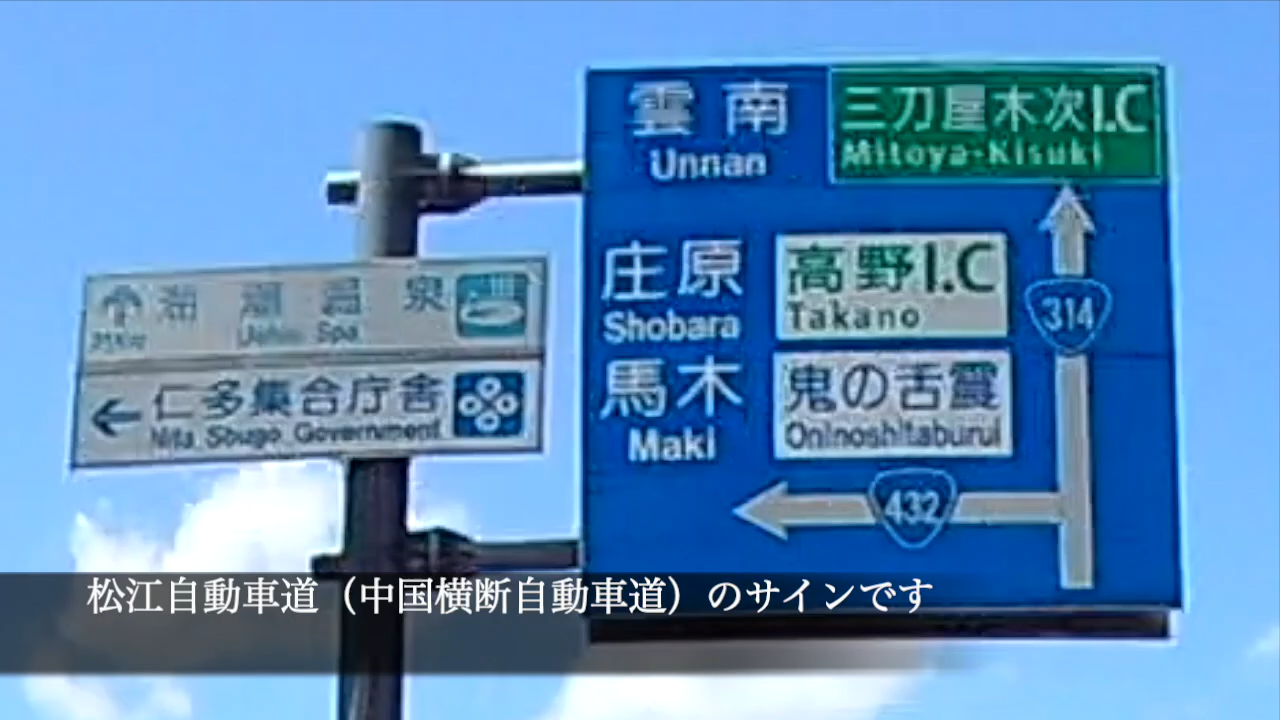 雲南
Unnan
三刀屋木次I.C
Mitoya-Kisuki
庄原
Shobara
高野I.C
Takano
314
馬木
Maki
鬼の舌震
Oninoshitaburui
432
湯温泉
Spa
仁多集合庁舎
Nita Shugo Government
松江自動車道（中国横断自動車道）のサインです